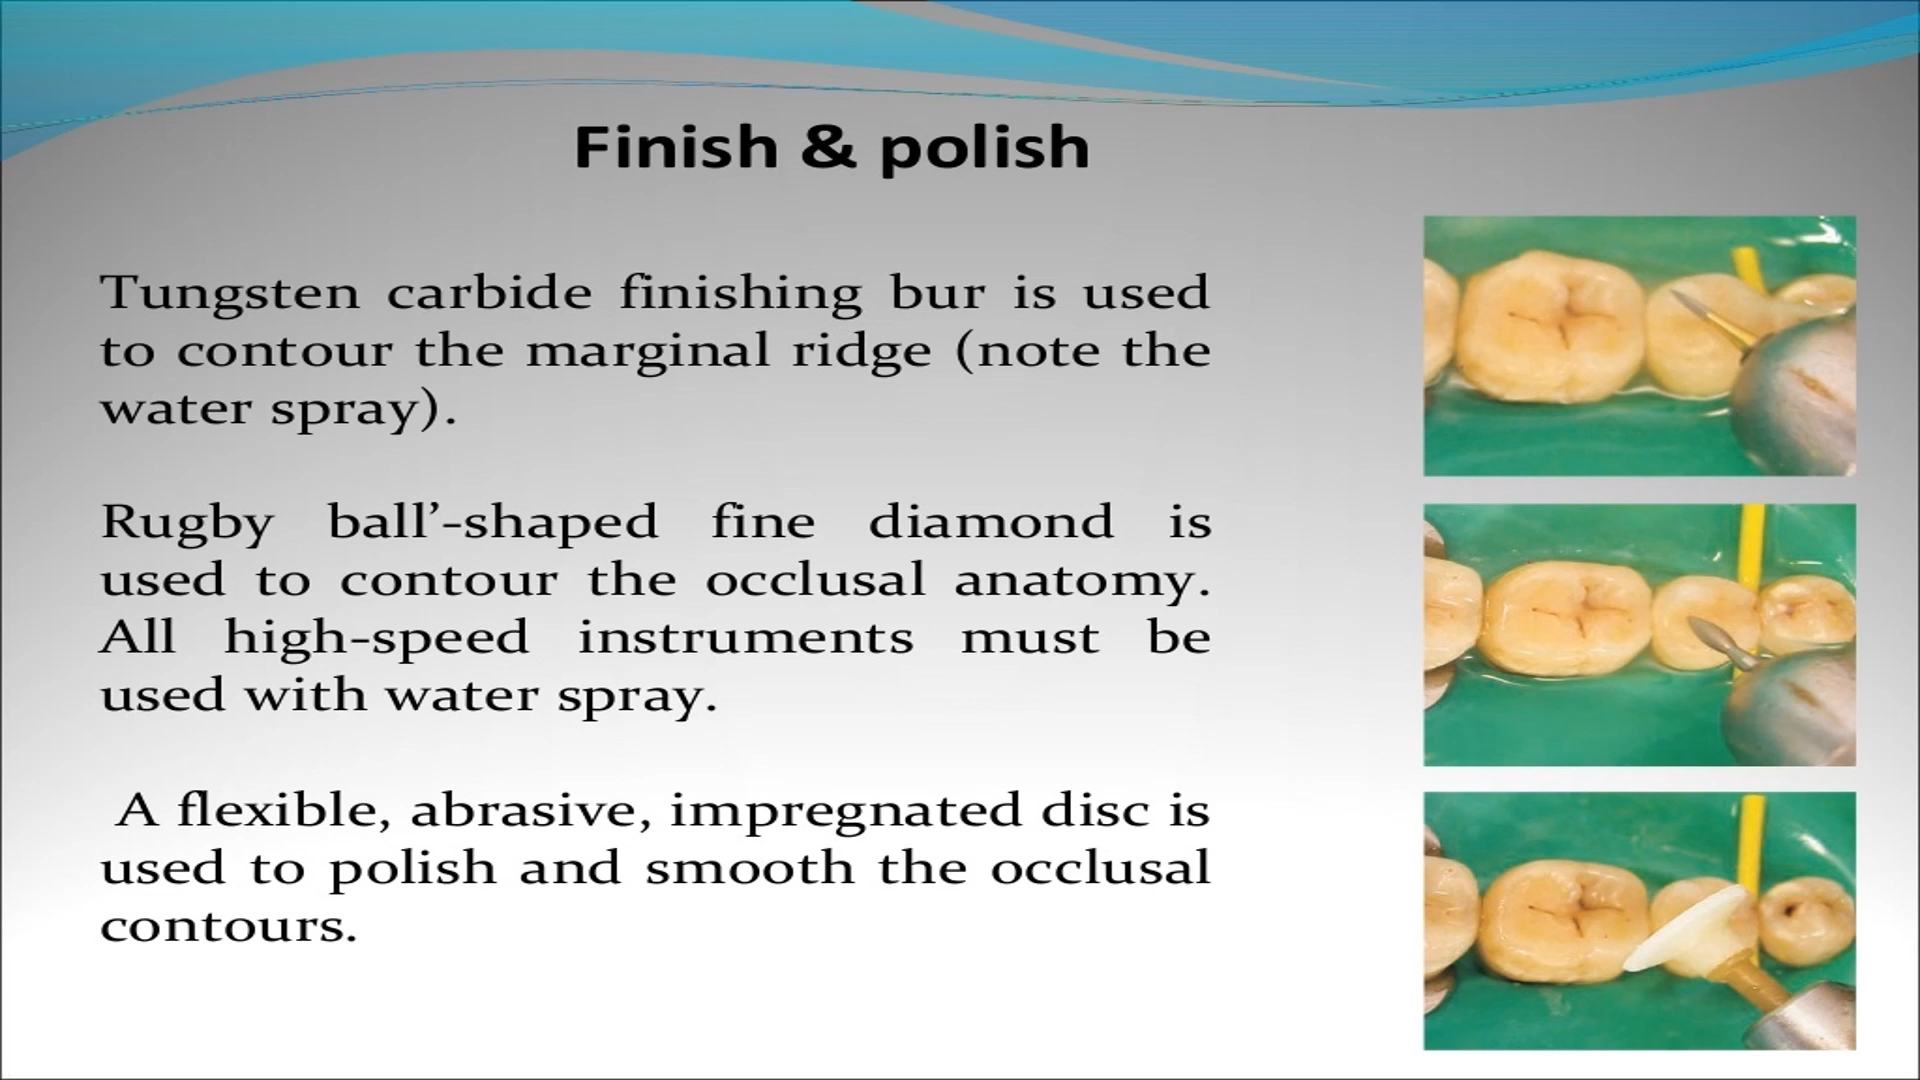 Finish & polish
Tungsten carbide finishing bur is used
to contour the marginal ridge (note the
water spray).
Rugby ball’-shaped fine diamond is
used to contour the occlusal anatomy.
All high-speed instruments must be
used with water spray.
A flexible, abrasive, impregnated disc is
used to polish and smooth the occlusal
contours.